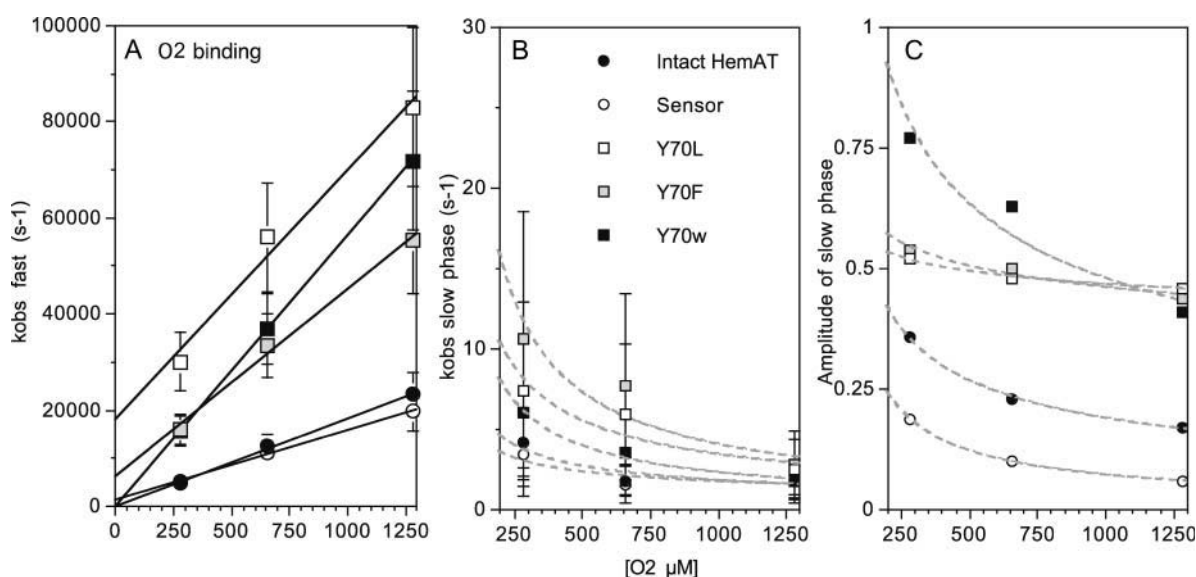 A O2 binding
kobs fast (s-1)
100000
80000
60000
40000
20000
0
0 250 500 750 1000 1250
B
kobs slow phase (s-1)
30
20
10
0
250 500 750 1000 1250
[O2 µM]
Intact HemAT
Sensor
Y70L
Y70F
Y70w
C
Amplitude of slow phase
1
0.75
0.5
0.25
0
250 500 750 1000 1250